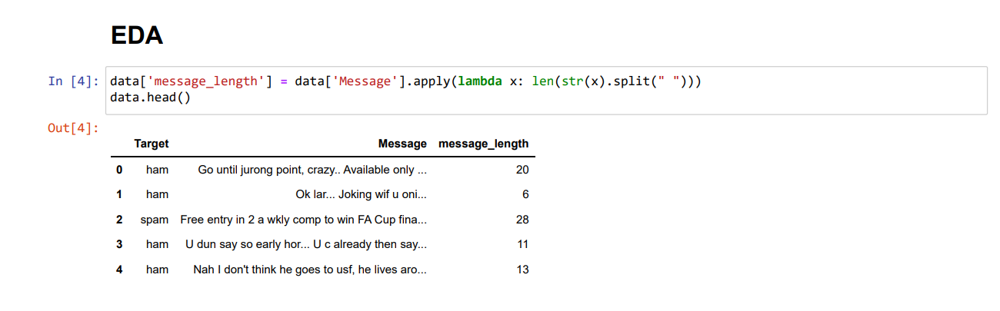 EDA
In [4]: data['message_length'] = data['Message'].apply(lambda x: len(str(x).split(" ")))
data.head()
Out[4]:
Target Message message_length
0 ham Go until jurong point, crazy.. Available only ... 20
1 ham Ok lar... Joking wif u oni... 6
2 spam Free entry in 2 a wkly comp to win FA Cup fina... 28
3 ham U dun say so early hor... U c already then say... 11
4 ham Nah I don't think he goes to usf, he lives aro... 13